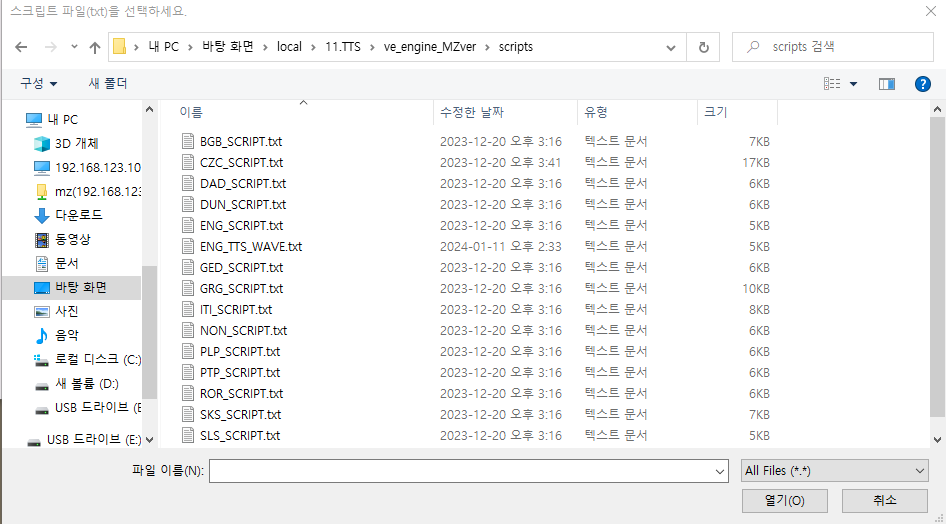 스크립트 파일(txt)을 선택하세요.
내 PC › 바탕 화면 › local › 11.TTS › ve_engine_MZver › scripts
scripts 검색
구성 새 폴더
이름 수정한 날짜 유형 크기
내 PC
3D 개체
192.168.123.10
mz(192.168.123
다운로드
동영상
문서
바탕 화면
사진
음악
로컬 디스크 (C:)
새 볼륨 (D:)
USB 드라이브 (E
USB 드라이브 (E:)
BGB_SCRIPT.txt 2023-12-20 오후 3:16 텍스트 문서 7KB
CZC_SCRIPT.txt 2023-12-20 오후 3:41 텍스트 문서 17KB
DAD_SCRIPT.txt 2023-12-20 오후 3:16 텍스트 문서 6KB
DUN_SCRIPT.txt 2023-12-20 오후 3:16 텍스트 문서 6KB
ENG_SCRIPT.txt 2023-12-20 오후 3:16 텍스트 문서 5KB
ENG_TTS_WAVE.txt 2024-01-11 오후 2:33 텍스트 문서 5KB
GED_SCRIPT.txt 2023-12-20 오후 3:16 텍스트 문서 6KB
GRG_SCRIPT.txt 2023-12-20 오후 3:16 텍스트 문서 10KB
ITI_SCRIPT.txt 2023-12-20 오후 3:16 텍스트 문서 8KB
NON_SCRIPT.txt 2023-12-20 오후 3:16 텍스트 문서 6KB
PLP_SCRIPT.txt 2023-12-20 오후 3:16 텍스트 문서 6KB
PTP_SCRIPT.txt 2023-12-20 오후 3:16 텍스트 문서 6KB
ROR_SCRIPT.txt 2023-12-20 오후 3:16 텍스트 문서 6KB
SKS_SCRIPT.txt 2023-12-20 오후 3:16 텍스트 문서 7KB
SLS_SCRIPT.txt 2023-12-20 오후 3:16 텍스트 문서 5KB
파일 이름(N):
All Files (*.*)
열기(O) 취소